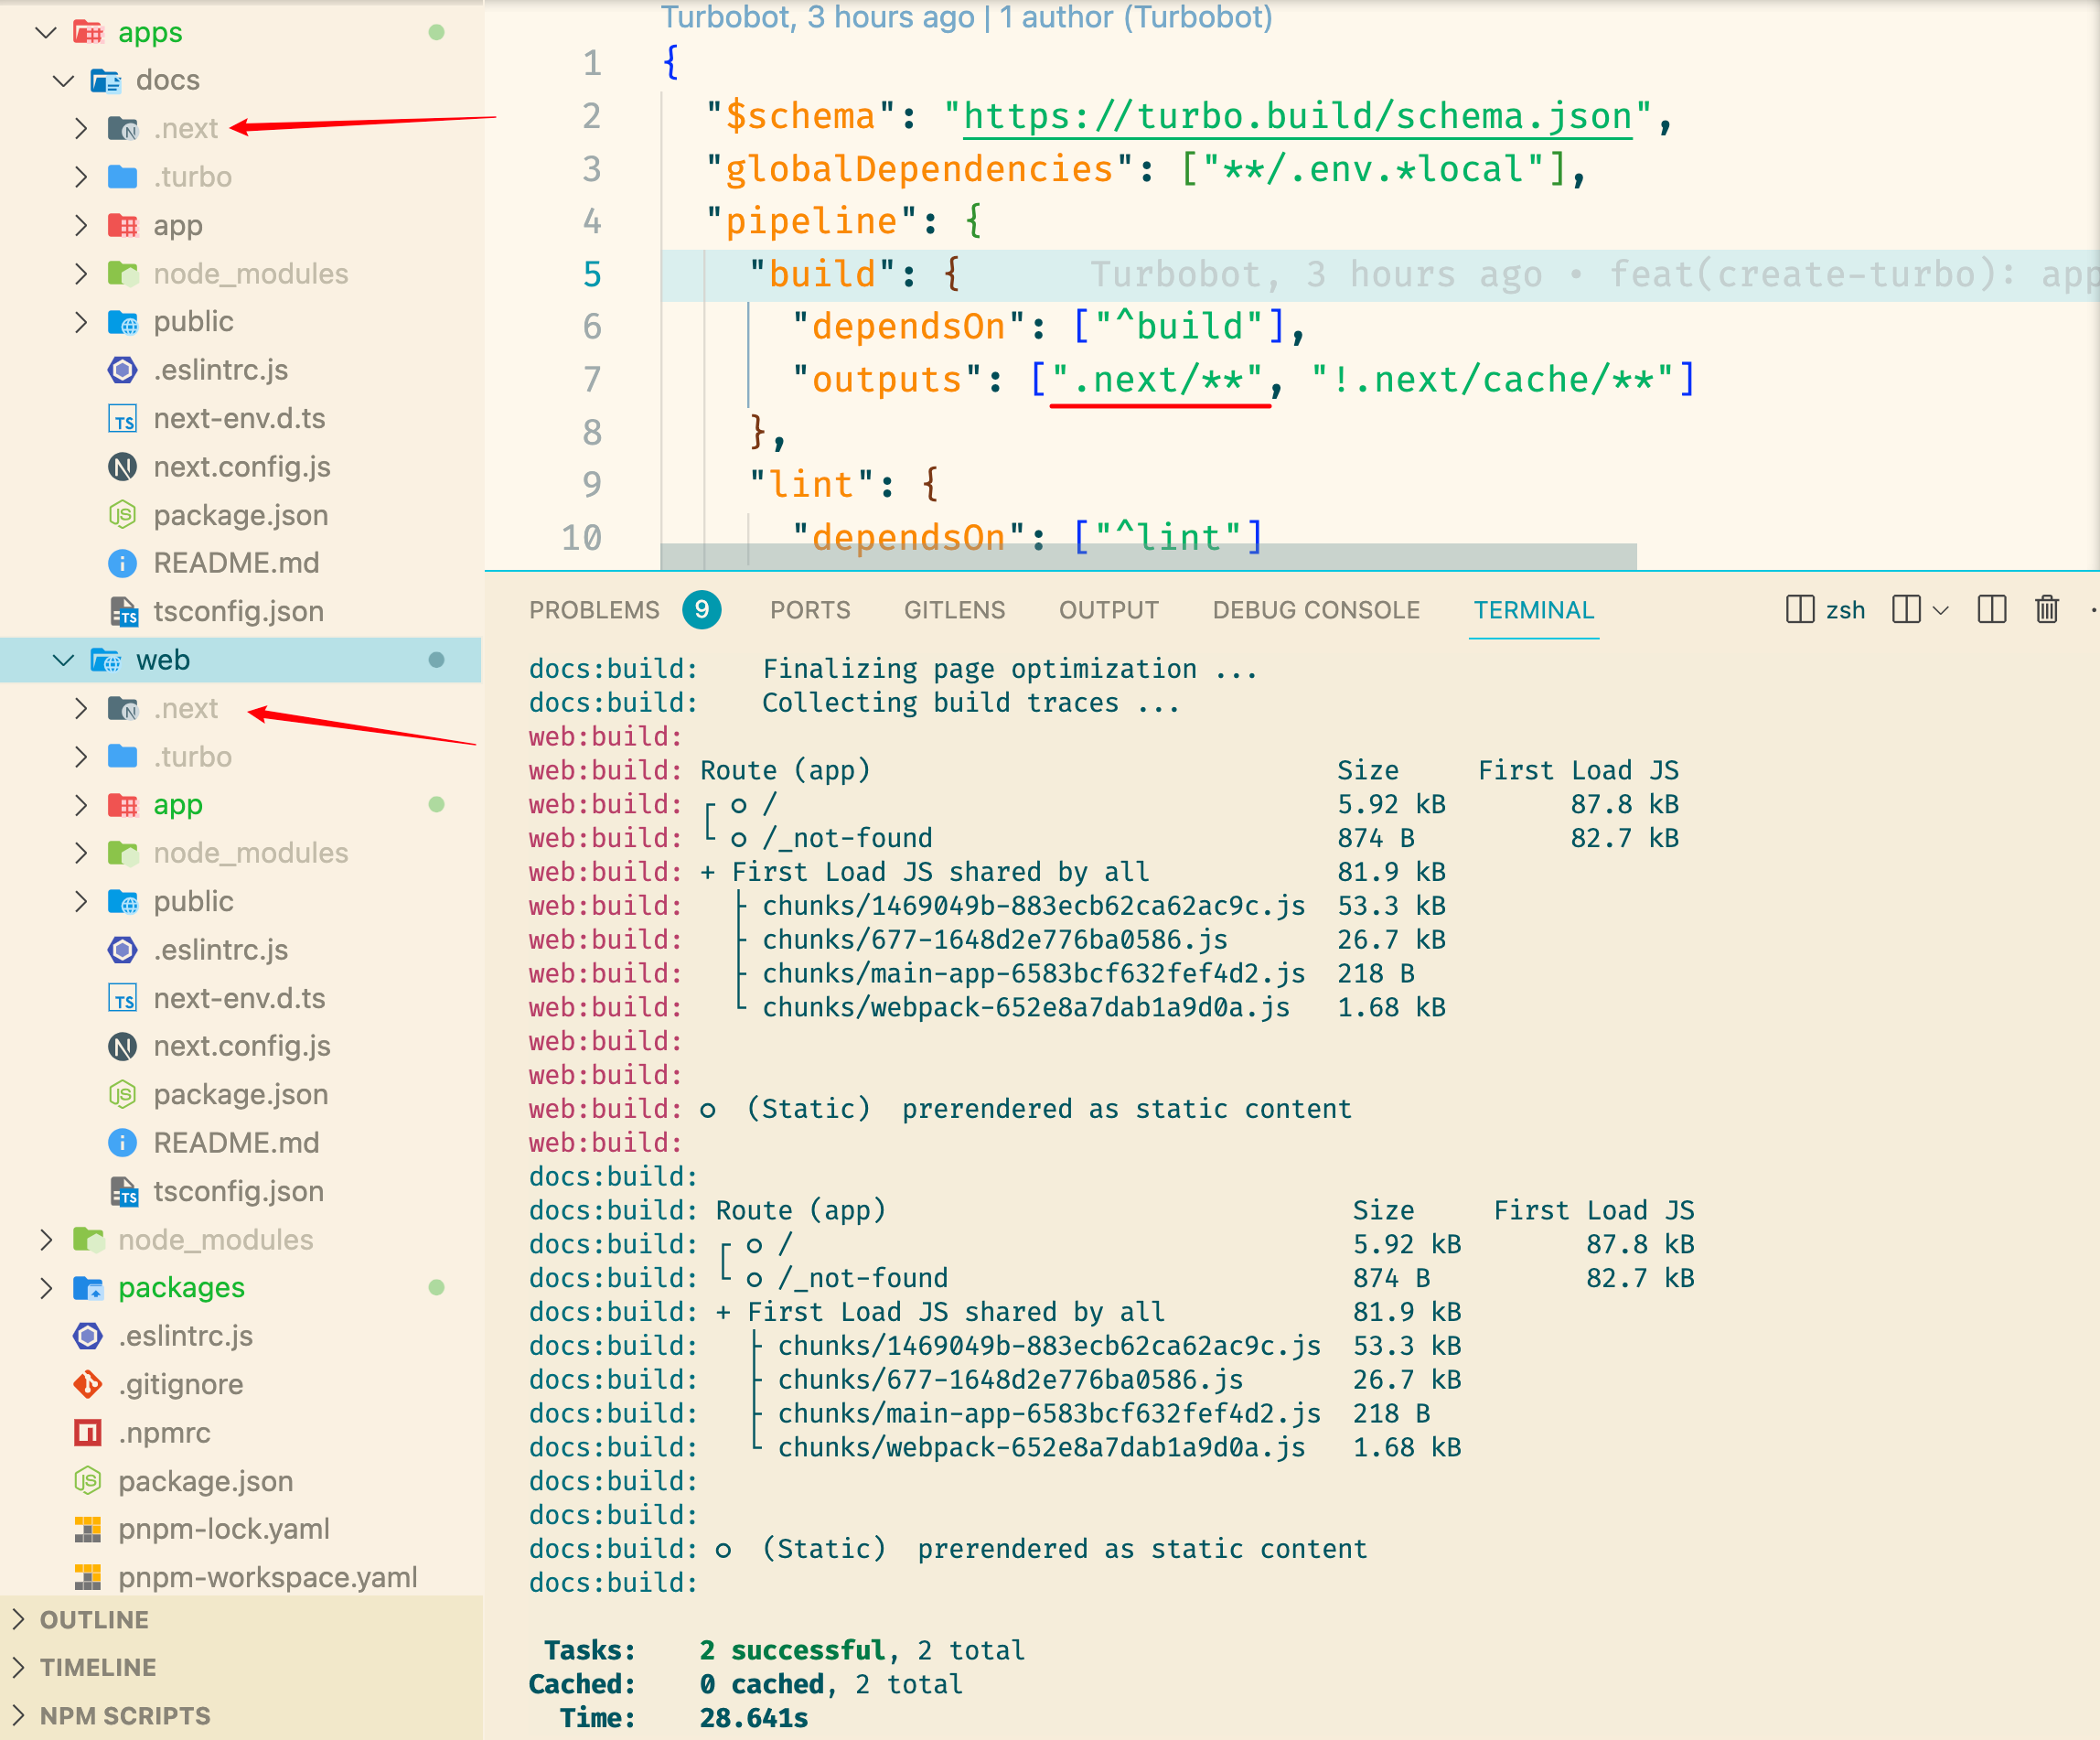 apps
docs
.next
.turbo
app
node_modules
public
.eslintrc.js
next-env.d.ts
next.config.js
package.json
README.md
tsconfig.json
web
.next
.turbo
app
node_modules
public
.eslintrc.js
next-env.d.ts
next.config.js
package.json
README.md
tsconfig.json
node_modules
packages
.eslintrc.js
.gitignore
.npmrc
package.json
pnpm-lock.yaml
pnpm-workspace.yaml
OUTLINE
TIMELINE
NPM SCRIPTS
Turbobot, 3 hours ago | 1 author (Turbobot)
1 {
2 "$schema": "https://turbo.build/schema.json",
3 "globalDependencies": ["**/.env.*local"],
4 "pipeline": {
5 "build": { Turbobot, 3 hours ago • feat(create-turbo): app
6 "dependsOn": ["^build"],
7 "outputs": [".next/**", "!.next/cache/**"]
8 },
9 "lint": {
10 "dependsOn": ["^lint"]
PROBLEMS 9 PORTS GITLENS OUTPUT DEBUG CONSOLE TERMINAL zsh
docs:build: Finalizing page optimization ...
docs:build: Collecting build traces ...
web:build:
web:build: Route (app) Size First Load JS
web:build: ┌ ○ / 5.92 kB 87.8 kB
web:build: └ ○ /_not-found 874 B 82.7 kB
web:build: + First Load JS shared by all 81.9 kB
web:build: ├ chunks/1469049b-883ecb62ca62ac9c.js 53.3 kB
web:build: ├ chunks/677-1648d2e776ba0586.js 26.7 kB
web:build: ├ chunks/main-app-6583bcf632fef4d2.js 218 B
web:build: └ chunks/webpack-652e8a7dab1a9d0a.js 1.68 kB
web:build:
web:build:
web:build: ○ (Static) prerendered as static content
web:build:
docs:build:
docs:build: Route (app) Size First Load JS
docs:build: ┌ ○ / 5.92 kB 87.8 kB
docs:build: └ ○ /_not-found 874 B 82.7 kB
docs:build: + First Load JS shared by all 81.9 kB
docs:build: ├ chunks/1469049b-883ecb62ca62ac9c.js 53.3 kB
docs:build: ├ chunks/677-1648d2e776ba0586.js 26.7 kB
docs:build: ├ chunks/main-app-6583bcf632fef4d2.js 218 B
docs:build: └ chunks/webpack-652e8a7dab1a9d0a.js 1.68 kB
docs:build:
docs:build:
docs:build: ○ (Static) prerendered as static content
docs:build:
Tasks: 2 successful, 2 total
Cached: 0 cached, 2 total
Time: 28.641s